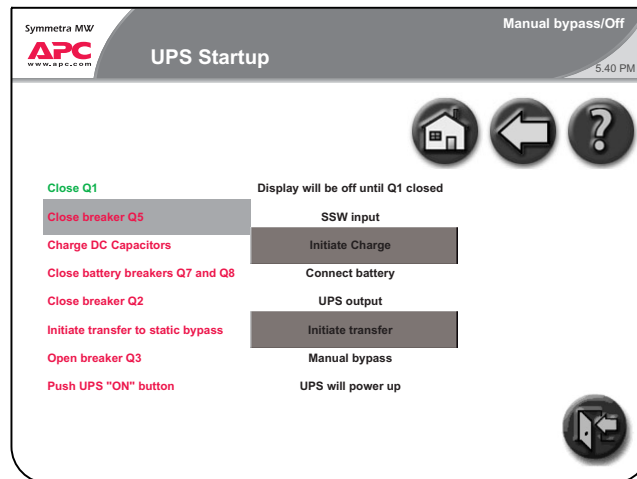 Symmetra MW
APC
www.apc.com
UPS Startup
Manual bypass/Off
5.40 PM
?
Close Q1 Display will be off until Q1 closed
Close breaker Q5 SSW input
Charge DC Capacitors Initiate Charge
Close battery breakers Q7 and Q8 Connect battery
Close breaker Q2 UPS output
Initiate transfer to static bypass Initiate transfer
Open breaker Q3 Manual bypass
Push UPS "ON" button UPS will power up